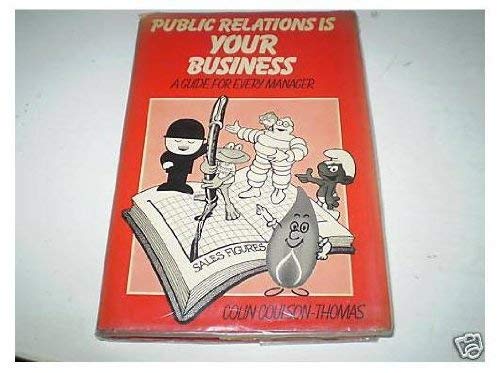 PUBLIC RELATIONS IS
YOUR
BUSINESS
A GUIDE FOR EVERY MANAGER
SALES FIGURES
COLIN COULSON-THOMAS